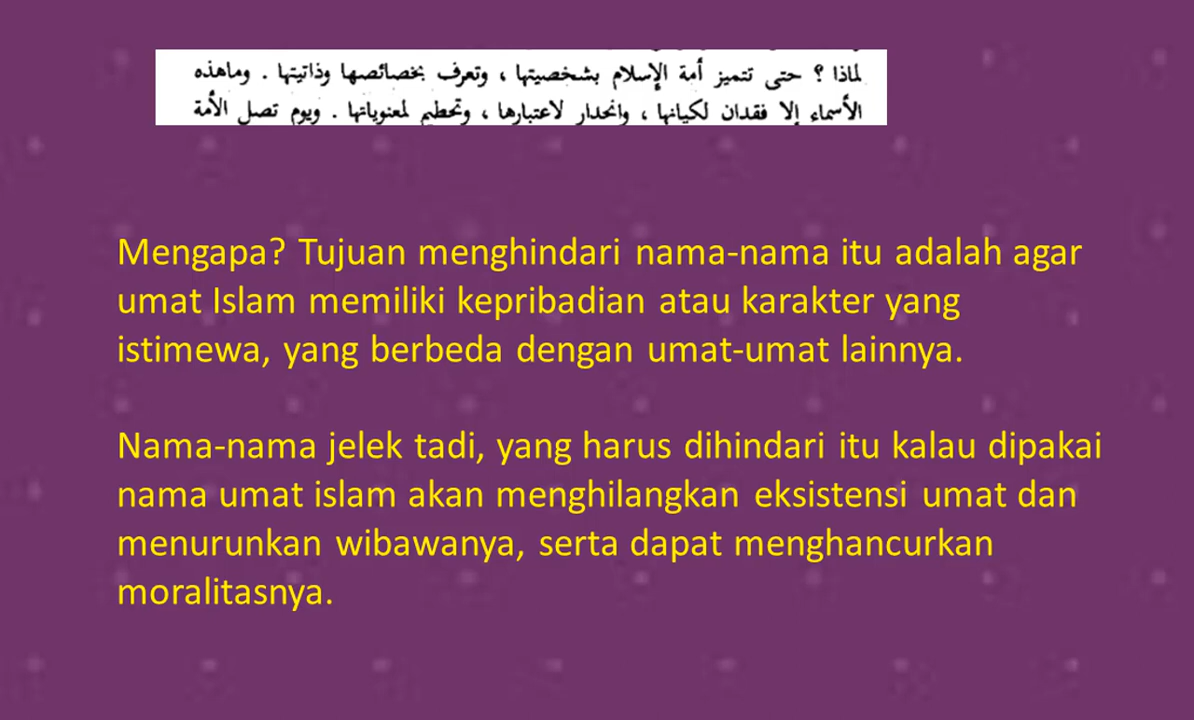 لماذا ؟ حتى تتميز أمة الإسلام بشخصيتها ، وتعرف بخصائصها وذاتيتها . وماهذه
الأسماء إلا فقدان لكيانها ، وانحدار لاعتبارها ، وتحطيم لمعنوياتها . ويوم تصل الأمة
Mengapa? Tujuan menghindari nama-nama itu adalah agar
umat Islam memiliki kepribadian atau karakter yang
istimewa, yang berbeda dengan umat-umat lainnya.
Nama-nama jelek tadi, yang harus dihindari itu kalau dipakai
nama umat islam akan menghilangkan eksistensi umat dan
menurunkan wibawanya, serta dapat menghancurkan
moralitasnya.